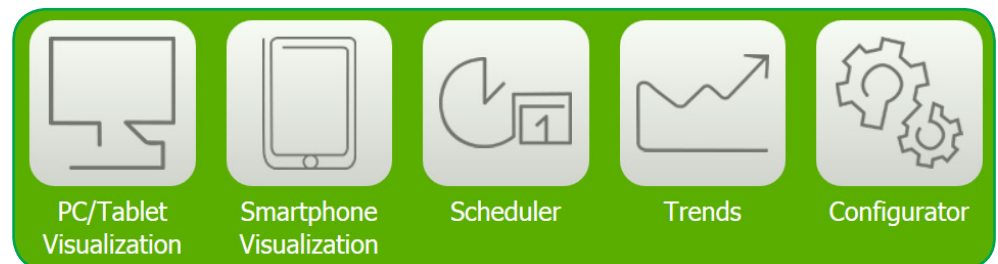 1
PC/Tablet
Visualization
Smartphone
Visualization
Scheduler
Trends
Configurator